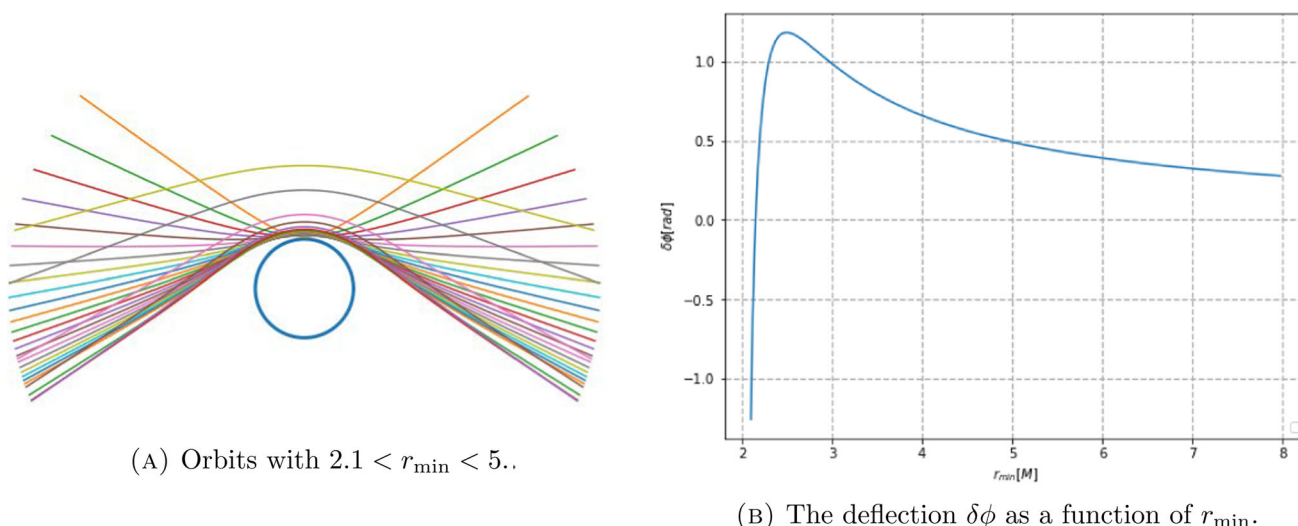 (A) Orbits with 2.1 < r_min < 5..
1.0
0.5
0.0
−0.5
−1.0
δϕ[rad]
2 3 4 5 6 7 8
r_min[M]
(B) The deflection δϕ as a function of r_min.